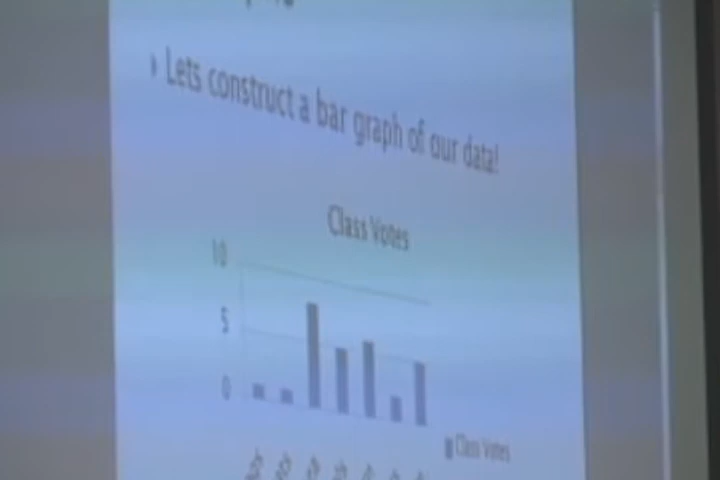 Lets construct a bar graph of our data!
Class Votes
10
5
0
Class Votes